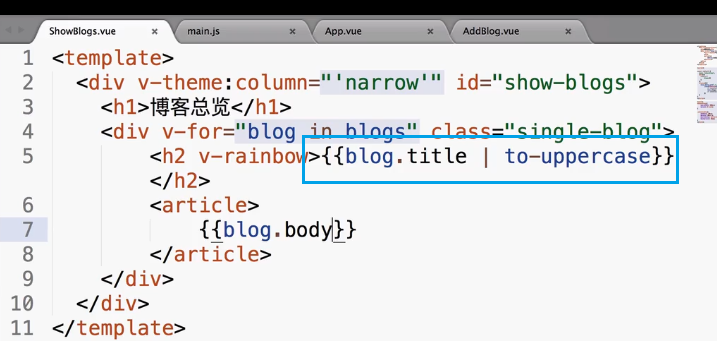 ShowBlogs.vue × main.js × App.vue × AddBlog.vue ×
1 <template>
2 <div v-theme:column="'narrow'" id="show-blogs">
3 <h1>博客总览</h1>
4 <div v-for="blog in blogs" class="single-blog">
5 <h2 v-rainbow>{{blog.title | to-uppercase}}
</h2>
6 <article>
7 {{blog.body}}
8 </article>
9 </div>
10 </div>
11 </template>